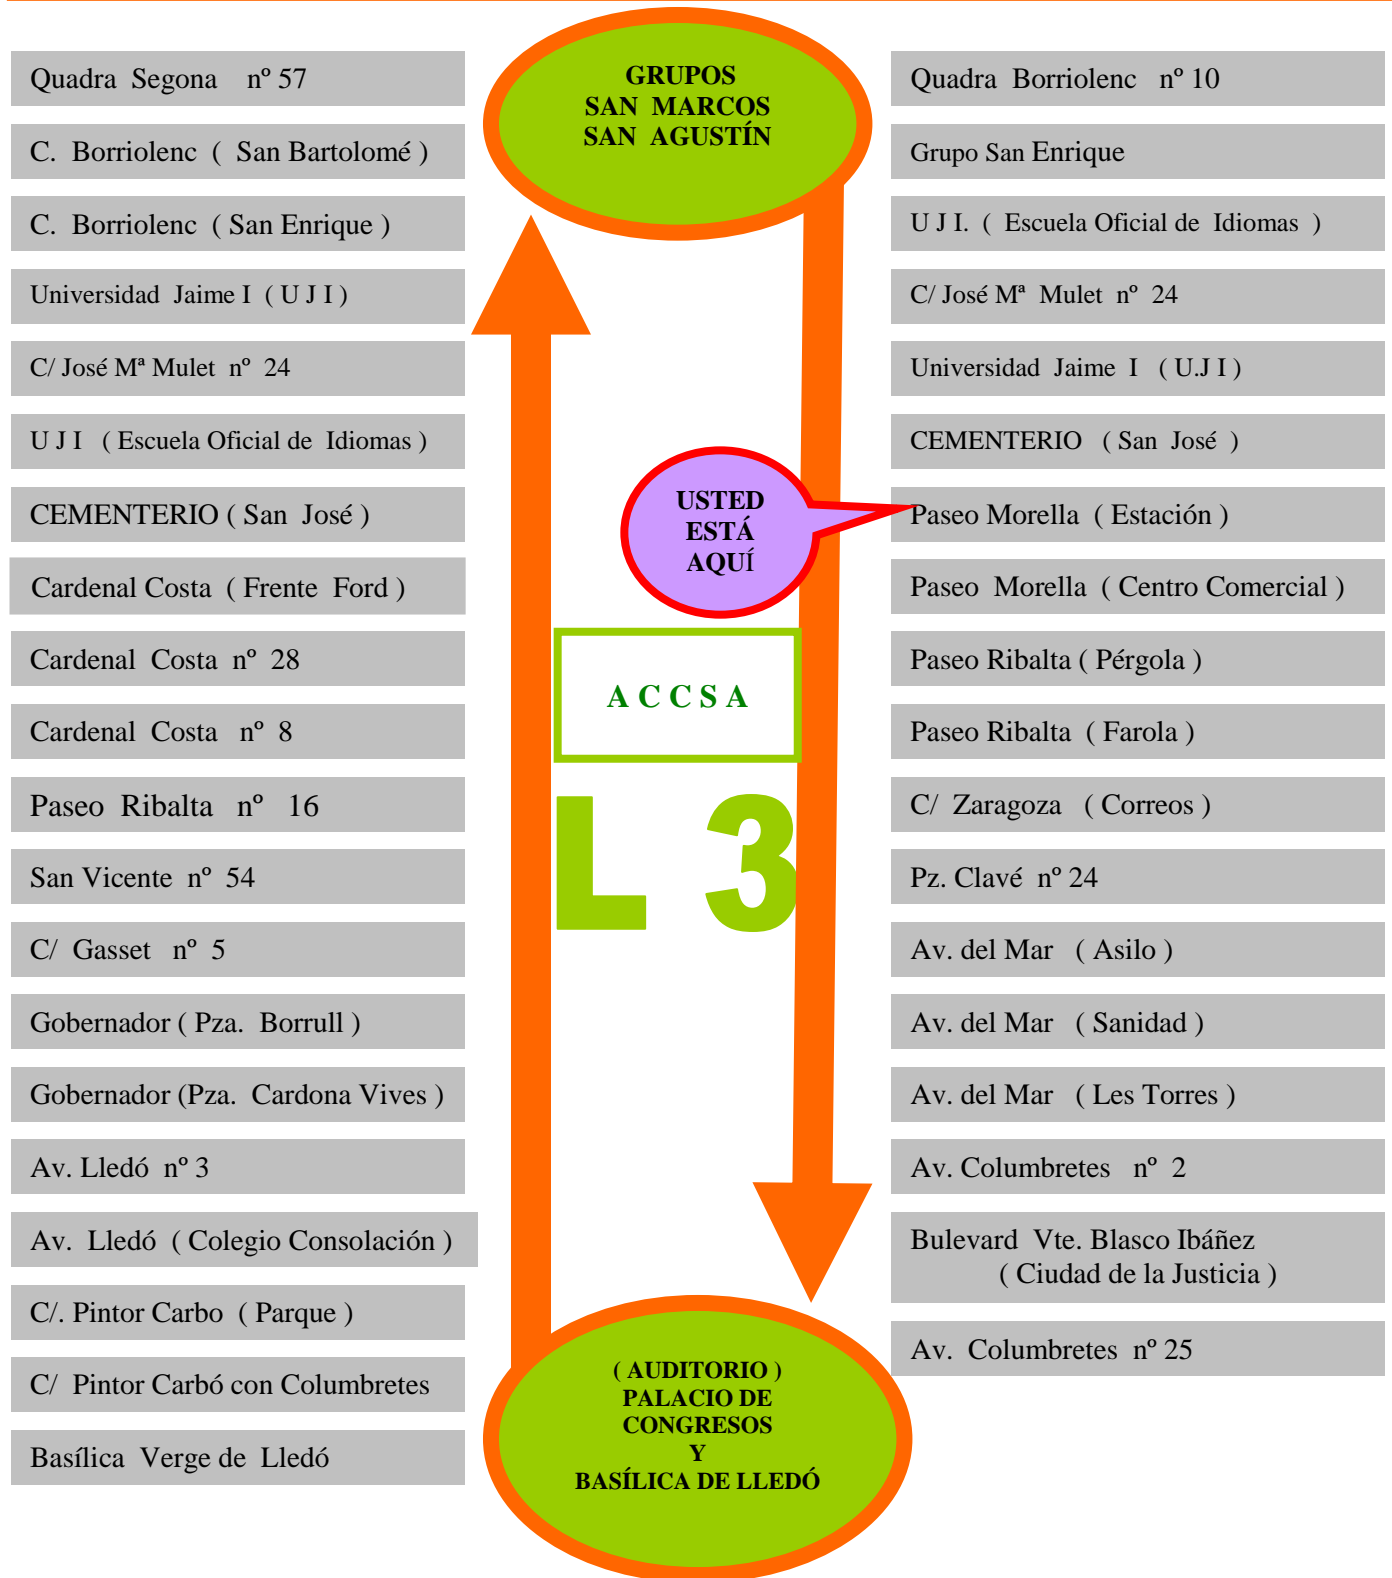 GRUPOS
SAN MARCOS
SAN AGUSTÍN
Quadra Segona nº 57
C. Borriolenc ( San Bartolomé )
C. Borriolenc ( San Enrique )
Universidad Jaime I ( U J I )
C/ José Mª Mulet nº 24
U J I ( Escuela Oficial de Idiomas )
CEMENTERIO ( San José )
Cardenal Costa ( Frente Ford )
Cardenal Costa nº 28
Cardenal Costa nº 8
Paseo Ribalta nº 16
San Vicente nº 54
C/ Gasset nº 5
Gobernador ( Pza. Borrull )
Gobernador (Pza. Cardona Vives )
Av. Lledó nº 3
Av. Lledó ( Colegio Consolación )
C/. Pintor Carbo ( Parque )
C/ Pintor Carbó con Columbretes
Basílica Verge de Lledó
USTED
ESTÁ
AQUÍ
A C C S A
L 3
Quadra Borriolenc nº 10
Grupo San Enrique
U J I. ( Escuela Oficial de Idiomas )
C/ José Mª Mulet nº 24
Universidad Jaime I ( U.J I )
CEMENTERIO ( San José )
Paseo Morella ( Estación )
Paseo Morella ( Centro Comercial )
Paseo Ribalta ( Pérgola )
Paseo Ribalta ( Farola )
C/ Zaragoza ( Correos )
Pz. Clavé nº 24
Av. del Mar ( Asilo )
Av. del Mar ( Sanidad )
Av. del Mar ( Les Torres )
Av. Columbretes nº 2
Bulevard Vte. Blasco Ibáñez
( Ciudad de la Justicia )
Av. Columbretes nº 25
( AUDITORIO )
PALACIO DE
CONGRESOS
Y
BASÍLICA DE LLEDÓ